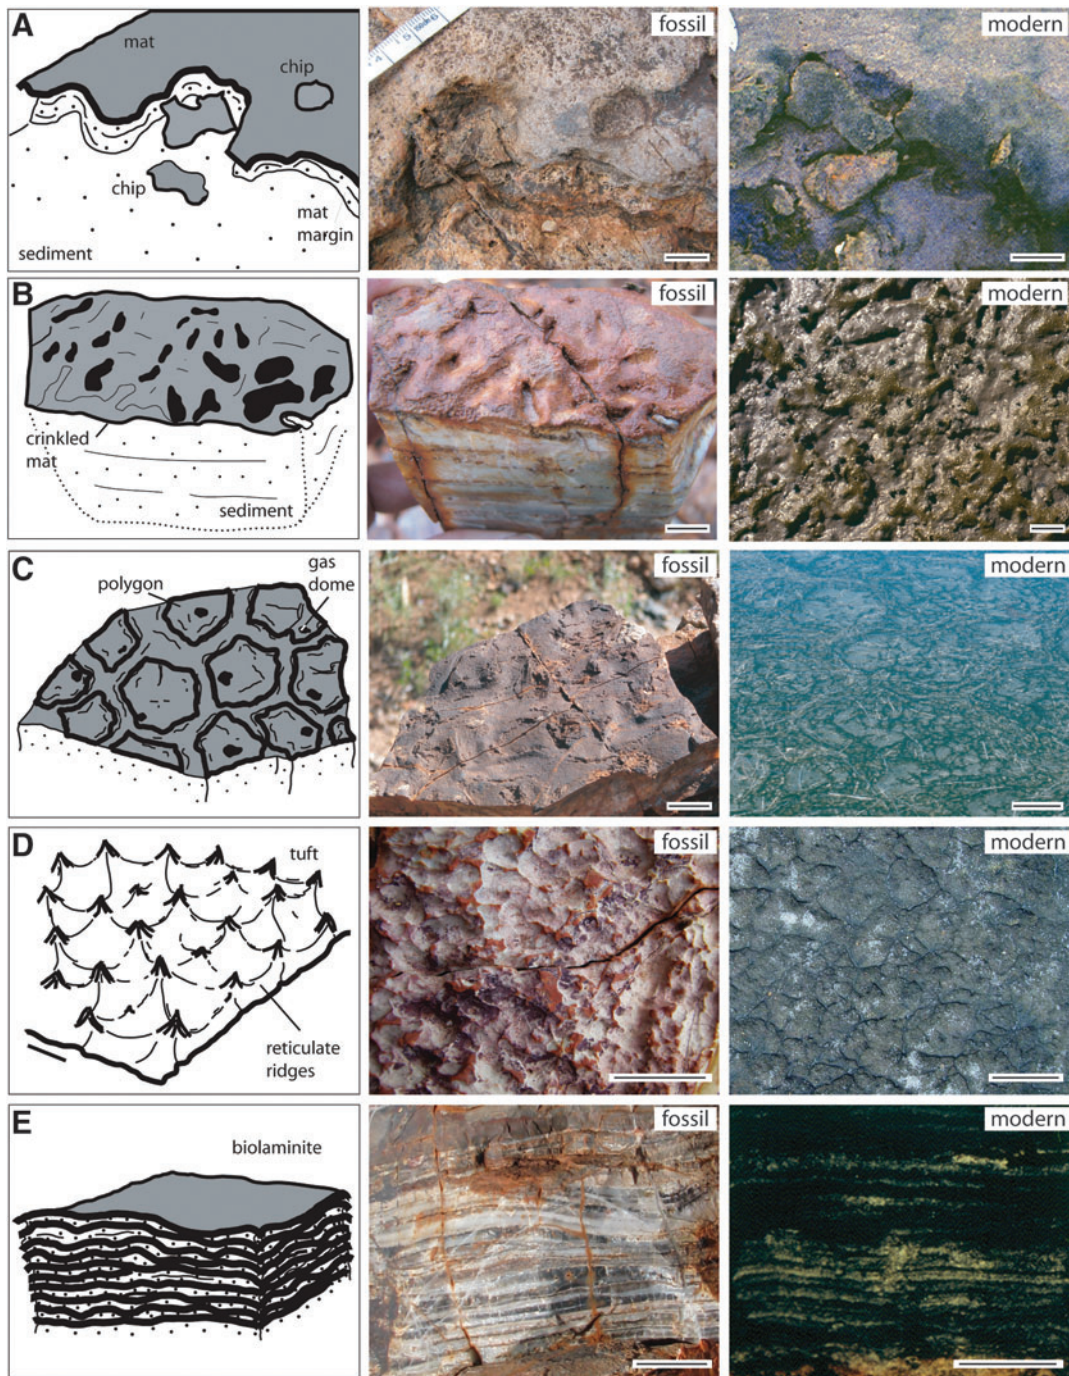 A
mat
chip
chip
mat
margin
sediment
fossil
modern
B
crinkled
mat
sediment
fossil
modern
C
polygon
gas
dome
fossil
modern
D
tuft
reticulate
ridges
fossil
modern
E
biolaminite
fossil
modern